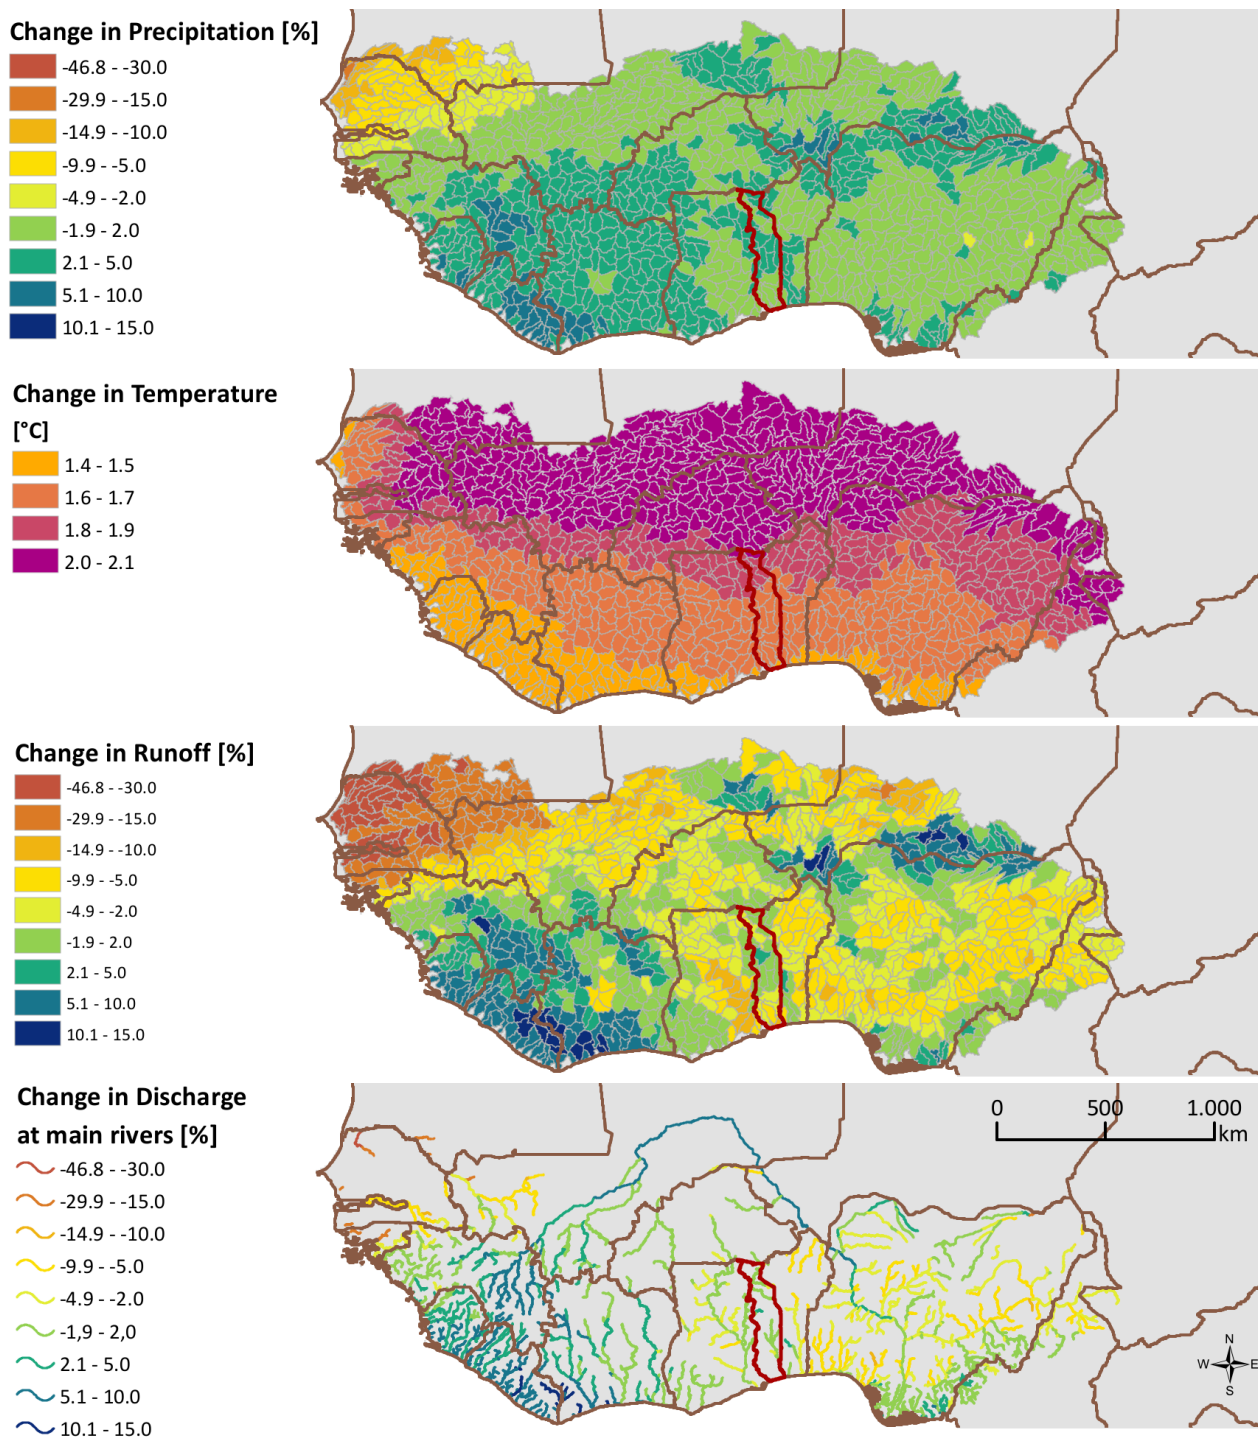 Change in Precipitation [%]
-46.8 - -30.0
-29.9 - -15.0
-14.9 - -10.0
-9.9 - -5.0
-4.9 - -2.0
-1.9 - 2.0
2.1 - 5.0
5.1 - 10.0
10.1 - 15.0
Change in Temperature
[°C]
1.4 - 1.5
1.6 - 1.7
1.8 - 1.9
2.0 - 2.1
Change in Runoff [%]
-46.8 - -30.0
-29.9 - -15.0
-14.9 - -10.0
-9.9 - -5.0
-4.9 - -2.0
-1.9 - 2.0
2.1 - 5.0
5.1 - 10.0
10.1 - 15.0
Change in Discharge
at main rivers [%]
-46.8 - -30.0
-29.9 - -15.0
-14.9 - -10.0
-9.9 - -5.0
-4.9 - -2.0
-1.9 - 2,0
2.1 - 5.0
5.1 - 10.0
10.1 - 15.0
0 500 1.000
km
N
W E
S